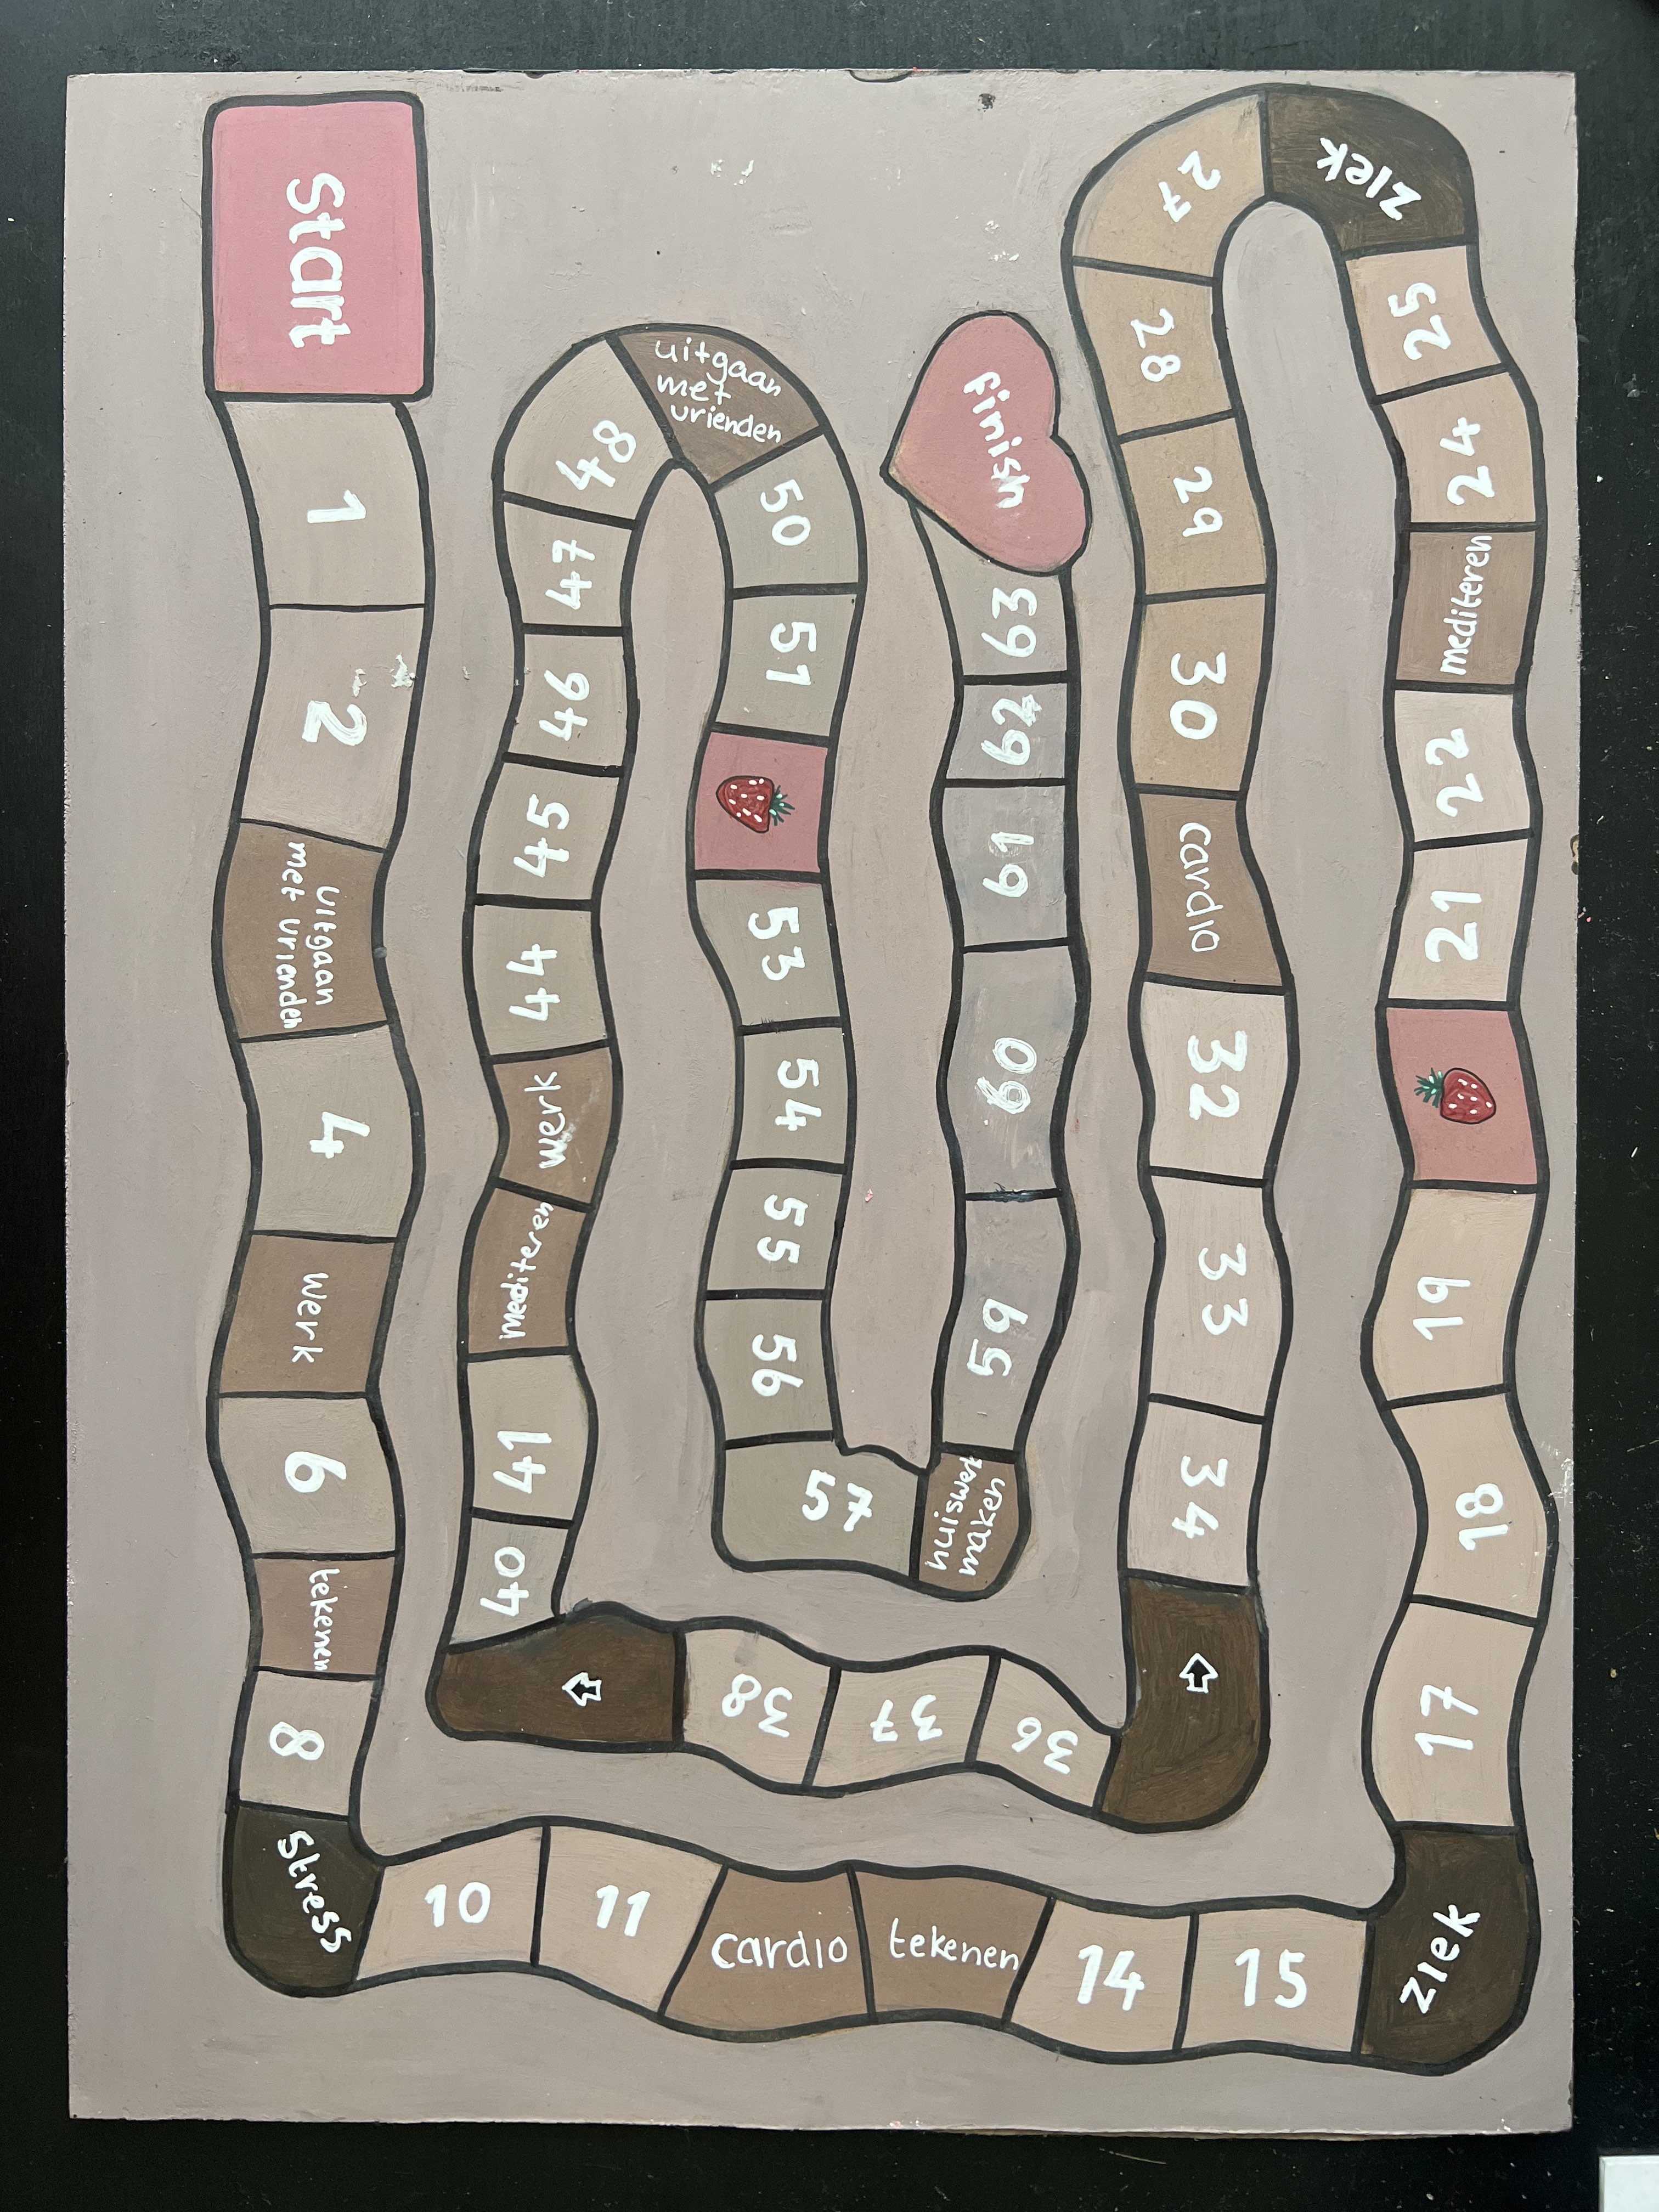 Start
1
2
uitgaan
met vrienden
4
werk
6
tekenen
8
stress
10
11
cardio
tekenen
14
15
ziek
17
18
19
21
22
mediteren
24
25
ziek
27
28
29
30
cardio
32
33
34
36
37
38
40
41
mediteren
werk
44
45
46
47
48
uitgaan
met
vrienden
50
51
53
54
55
56
57
huiswerk
maken
59
60
61
62
63
finish